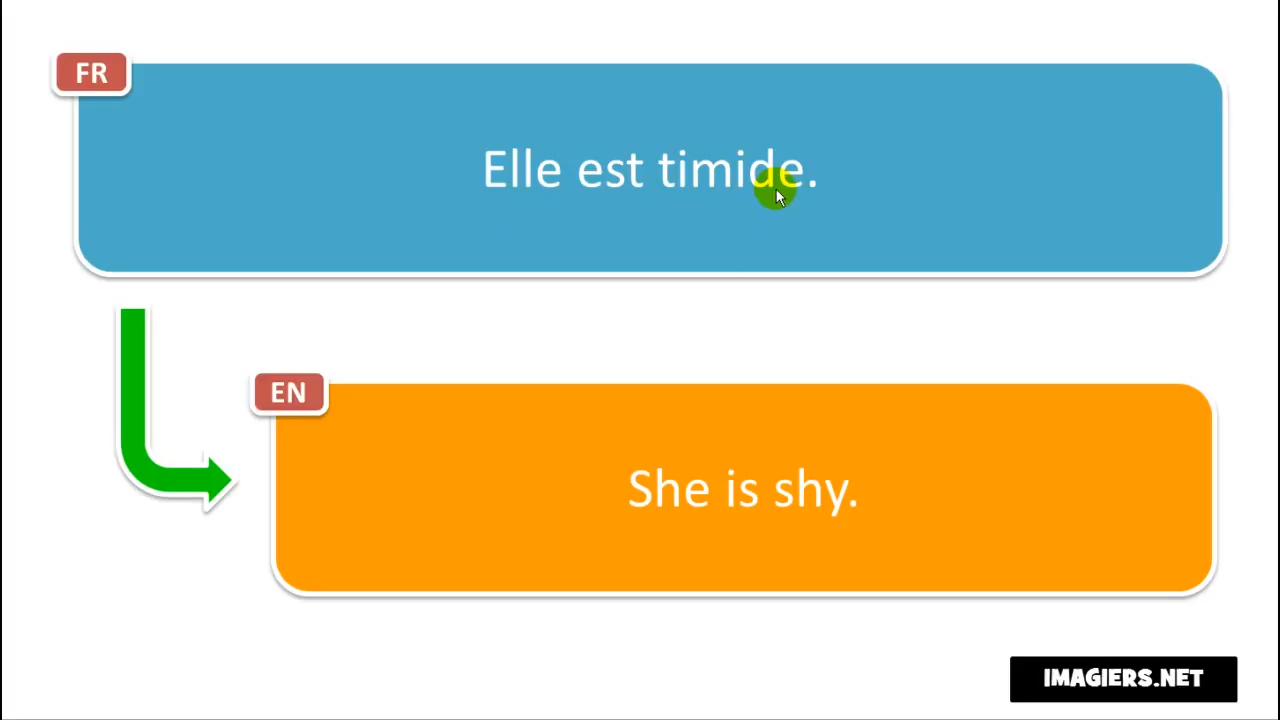 FR
Elle est timide.
EN
She is shy.
IMAGIERS.NET